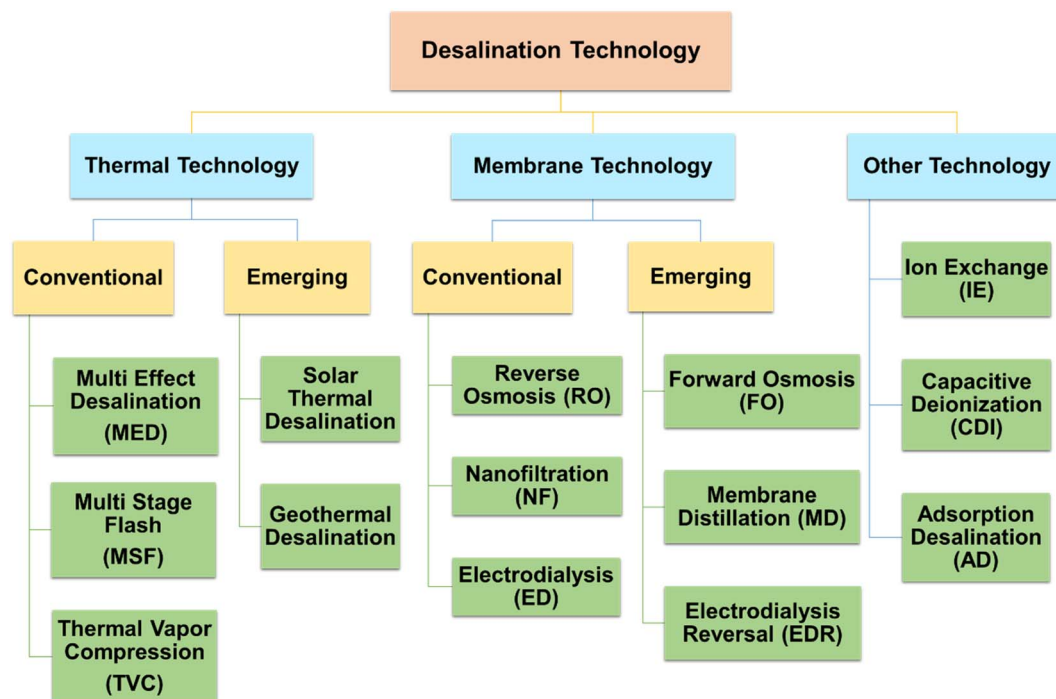 Desalination Technology
Thermal Technology
Membrane Technology
Other Technology
Conventional
Emerging
Conventional
Emerging
Multi Effect
Desalination
(MED)
Multi Stage
Flash
(MSF)
Thermal Vapor
Compression
(TVC)
Solar
Thermal
Desalination
Geothermal
Desalination
Reverse
Osmosis (RO)
Nanofiltration
(NF)
Electrodialysis
(ED)
Forward Osmosis
(FO)
Membrane
Distillation (MD)
Electrodialysis
Reversal (EDR)
Ion Exchange
(IE)
Capacitive
Deionization
(CDI)
Adsorption
Desalination
(AD)